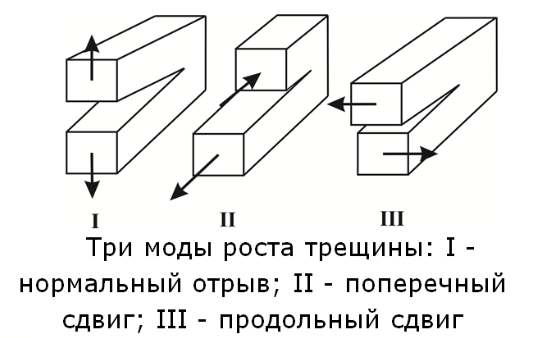 I II III
Три моды роста трещины: I -
нормальный отрыв; II - поперечный
сдвиг; III - продольный сдвиг